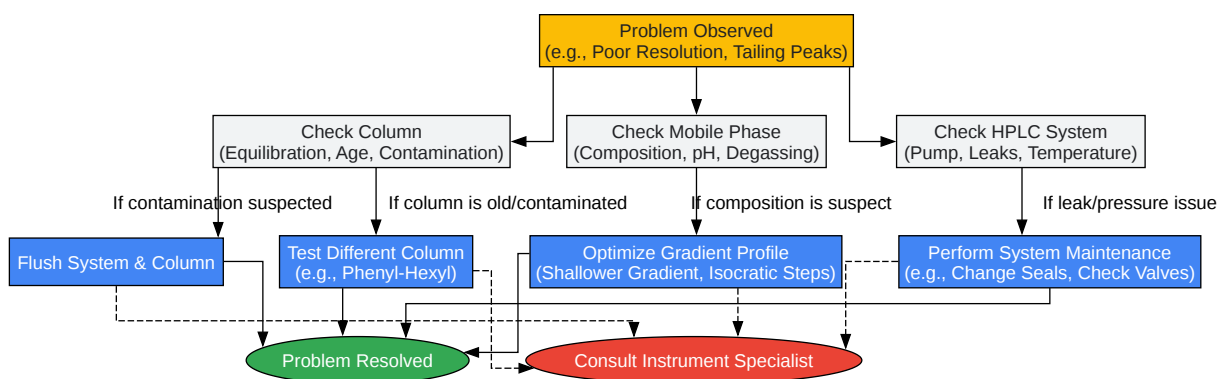 Problem Observed
(e.g., Poor Resolution, Tailing Peaks)
Check Column
(Equilibration, Age, Contamination)
Check Mobile Phase
(Composition, pH, Degassing)
Check HPLC System
(Pump, Leaks, Temperature)
If contamination suspected
If column is old/contaminated
If composition is suspect
If leak/pressure issue
Flush System & Column
Test Different Column
(e.g., Phenyl-Hexyl)
Optimize Gradient Profile
(Shallower Gradient, Isocratic Steps)
Perform System Maintenance
(e.g., Change Seals, Check Valves)
Problem Resolved
Consult Instrument Specialist